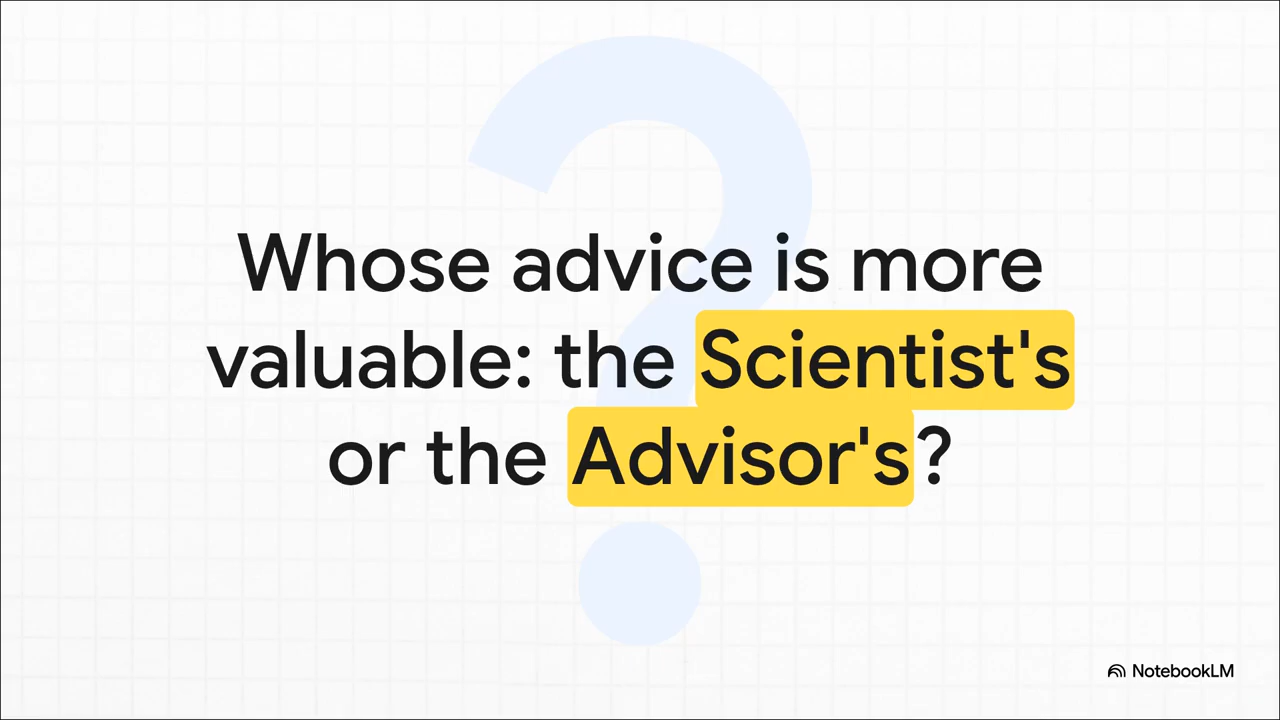 Whose advice is more
valuable: the Scientist's
or the Advisor's?
NotebookLM